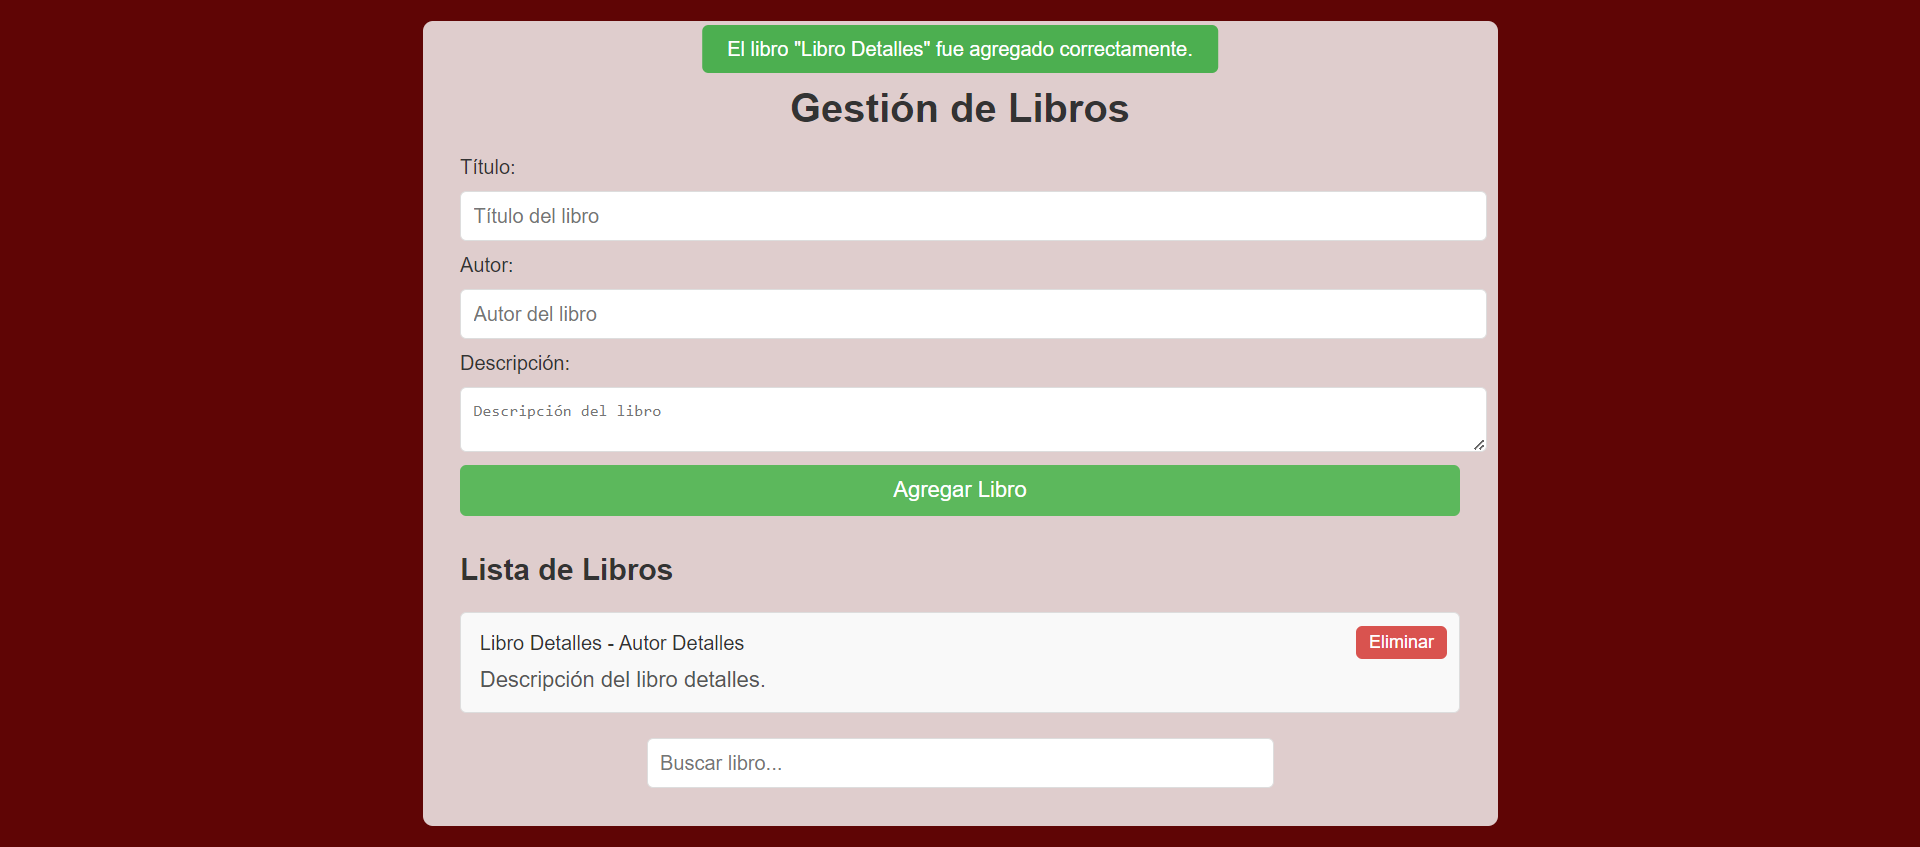 El libro "Libro Detalles" fue agregado correctamente.
Gestión de Libros
Título:
Título del libro
Autor:
Autor del libro
Descripción:
Descripción del libro
Agregar Libro
Lista de Libros
Libro Detalles - Autor Detalles
Eliminar
Descripción del libro detalles.
Buscar libro...